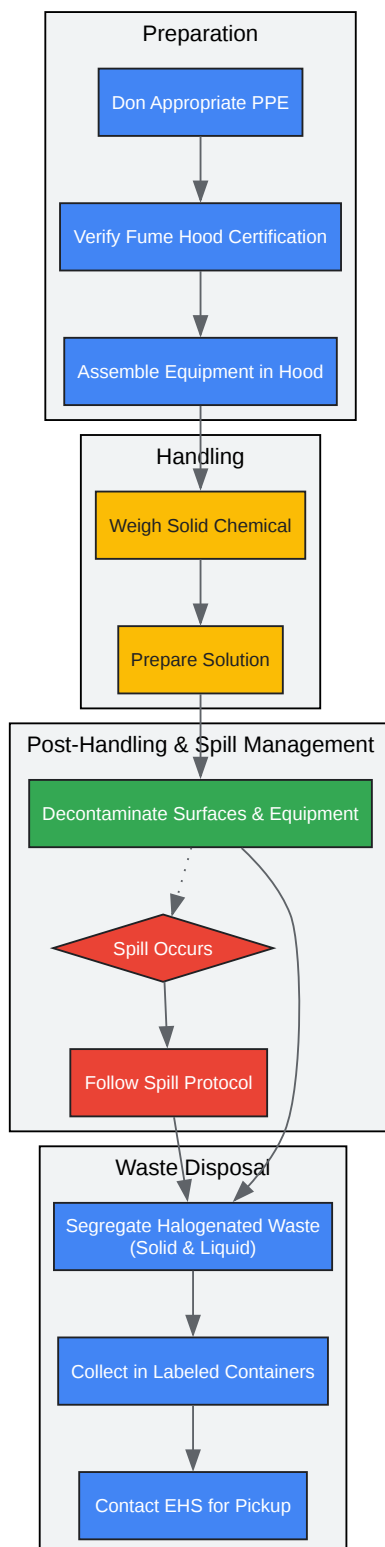 Preparation
Don Appropriate PPE
Verify Fume Hood Certification
Assemble Equipment in Hood
Handling
Weigh Solid Chemical
Prepare Solution
Post-Handling & Spill Management
Decontaminate Surfaces & Equipment
Spill Occurs
Follow Spill Protocol
Waste Disposal
Segregate Halogenated Waste
(Solid & Liquid)
Collect in Labeled Containers
Contact EHS for Pickup